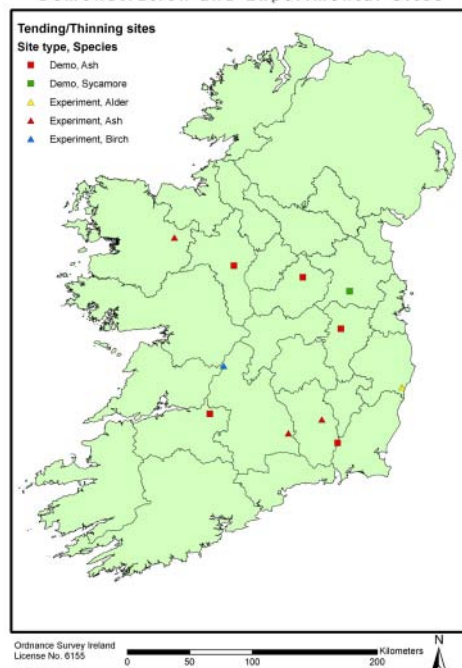 Tending/Thinning sites
Site type, Species
Demo, Ash
Demo, Sycamore
Experiment, Alder
Experiment, Ash
Experiment, Birch
Ordnance Survey Ireland
License No. 6155
Kilometers
0 50 100 200
N